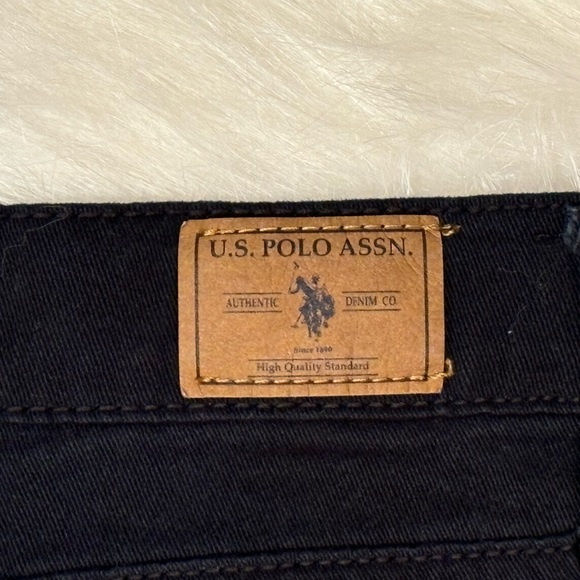 U.S. POLO ASSN.
AUTHENTIC DENIM CO.
Since 1890
High Quality Standard